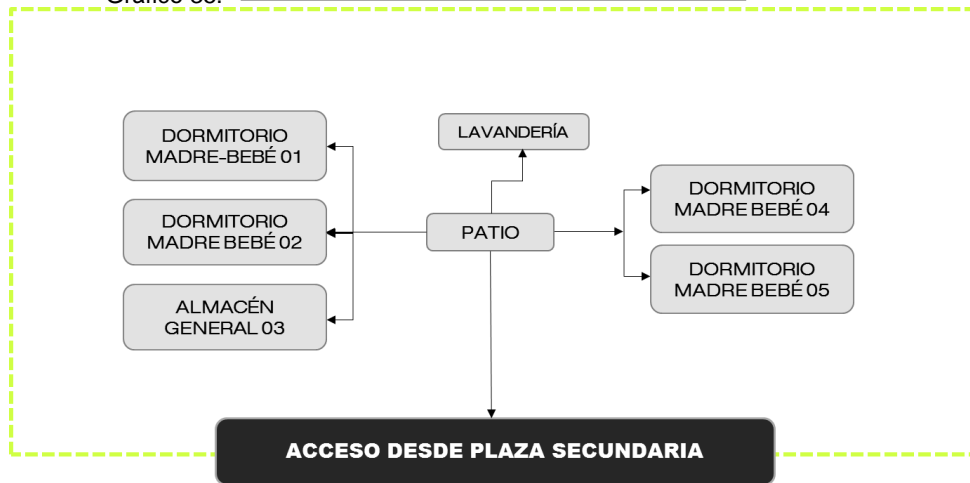 DORMITORIO
MADRE-BEBÉ 01
LAVANDERÍA
DORMITORIO
MADRE BEBÉ 04
DORMITORIO
MADRE BEBÉ 02
PATIO
DORMITORIO
MADRE BEBÉ 05
ALMACÉN
GENERAL 03
ACCESO DESDE PLAZA SECUNDARIA